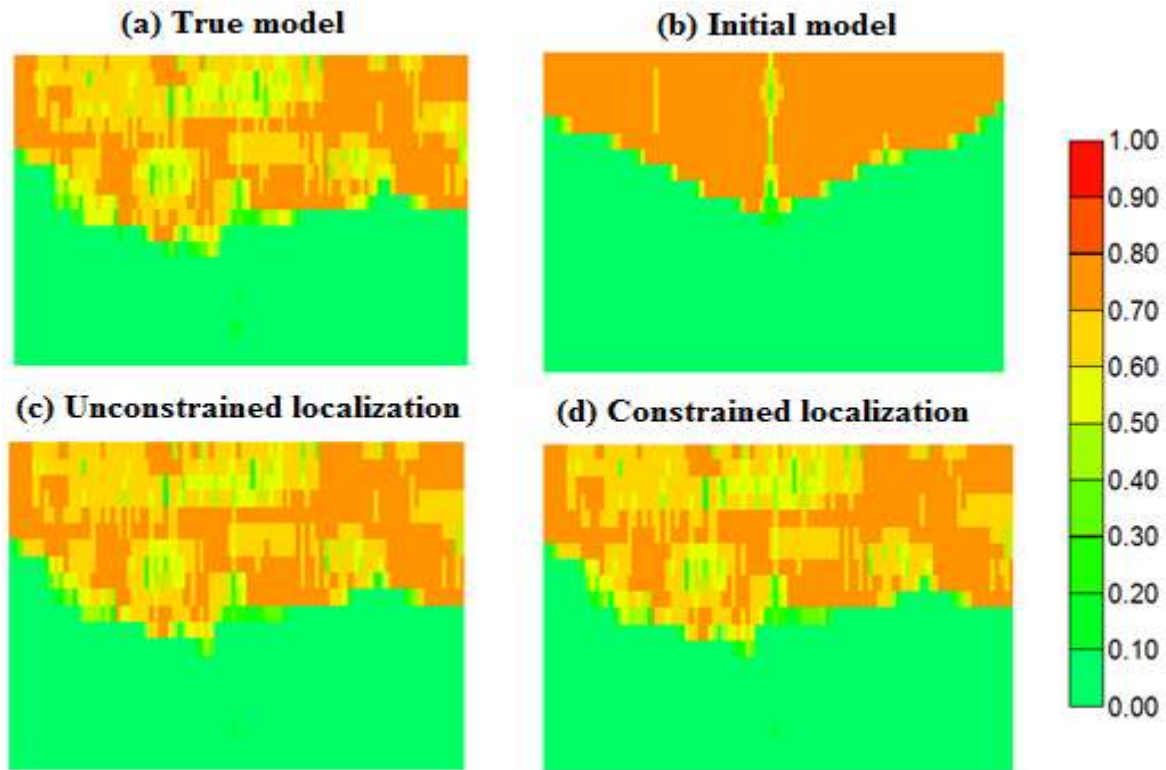 (a) True model
(b) Initial model
(c) Unconstrained localization
(d) Constrained localization
1.00
0.90
0.80
0.70
0.60
0.50
0.40
0.30
0.20
0.10
0.00